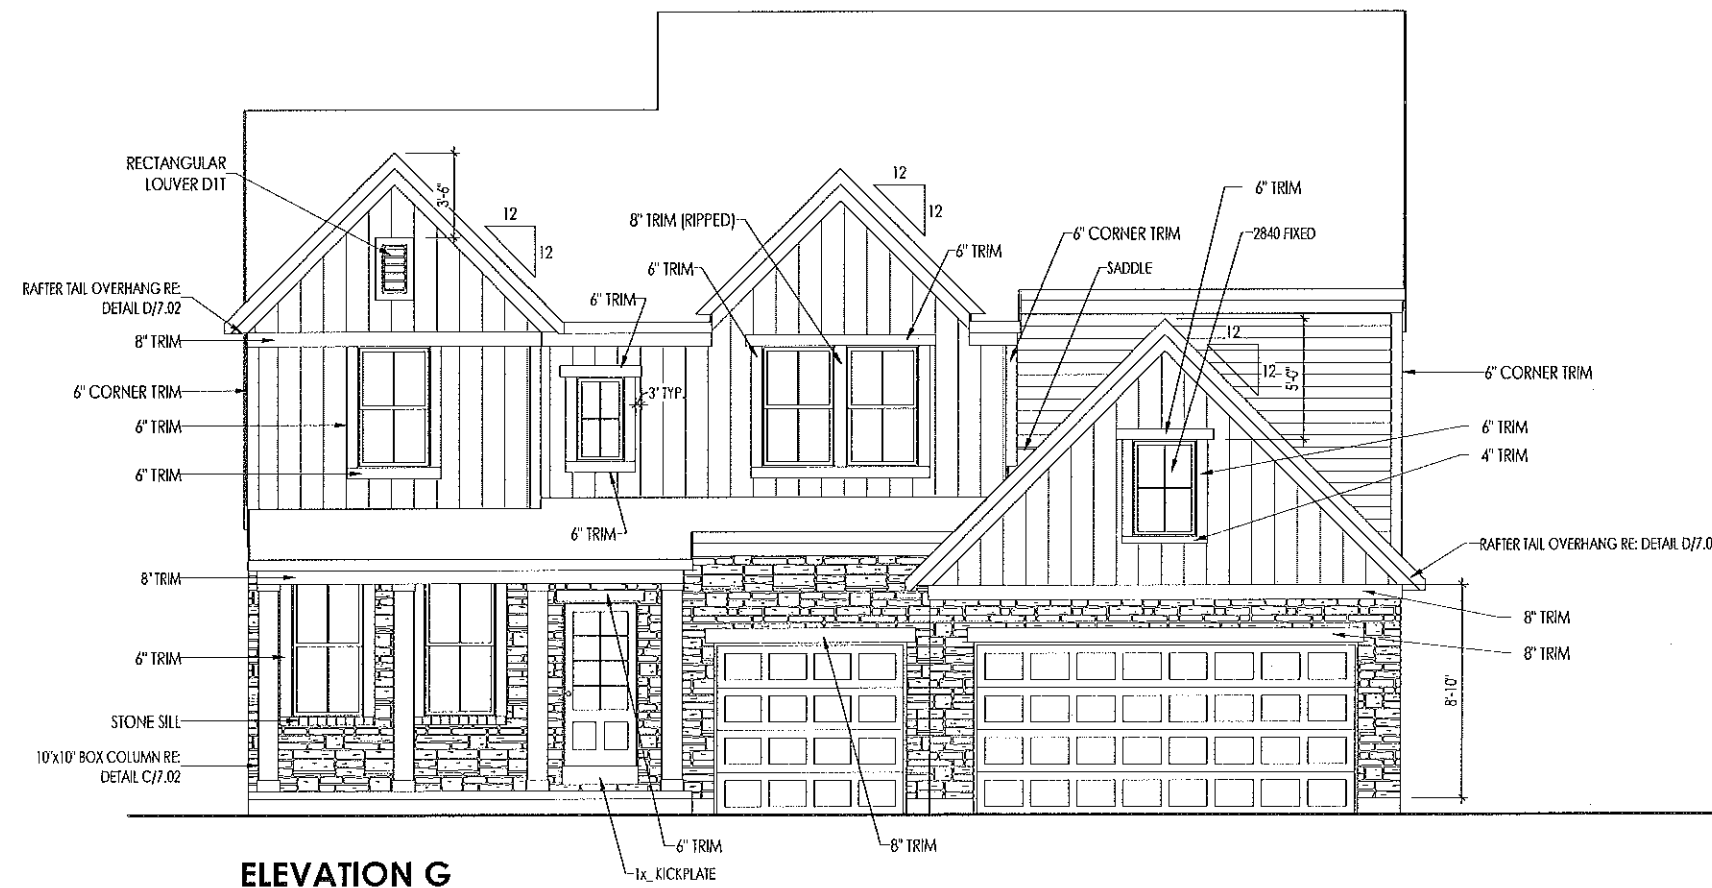 RECTANGULAR
LOUVER D1T
3'-6"
12
12
12
12
8" TRIM (RIPPED)
6" TRIM
6" TRIM
2840 FIXED
6" CORNER TRIM
6" TRIM
SADDLE
6" TRIM
RAFTER TAIL OVERHANG RE:
DETAIL D/7.02
6" TRIM
8" TRIM
12
12
5'-0"
6" CORNER TRIM
6" CORNER TRIM
3" TYP.
6" TRIM
6" TRIM
4" TRIM
6" TRIM
6" TRIM
RAFTER TAIL OVERHANG RE: DETAIL D/7.0
8" TRIM
8" TRIM
8" TRIM
6" TRIM
8'-10"
STONE SILL
10"x10" BOX COLUMN RE:
DETAIL C/7.02
6" TRIM
8" TRIM
1x_ KICKPLATE
ELEVATION G